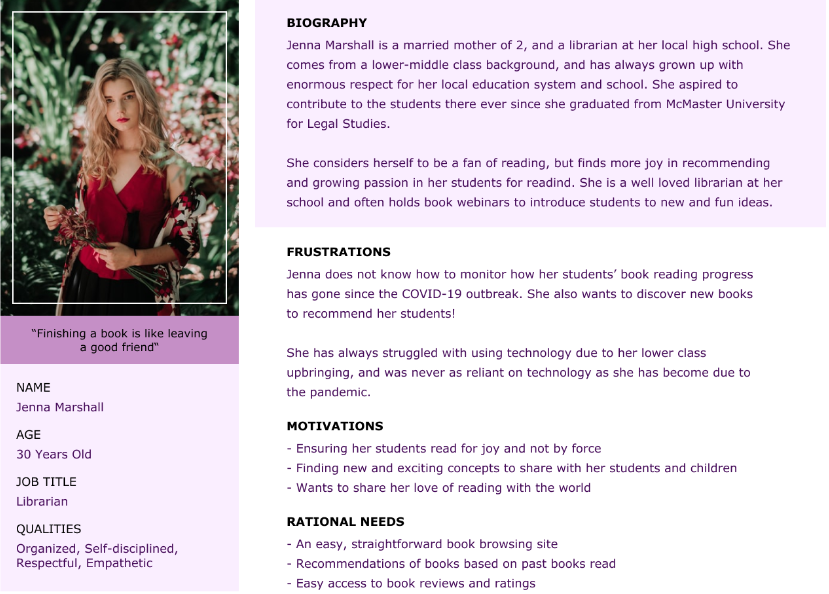 “Finishing a book is like leaving
a good friend“
NAME
Jenna Marshall
AGE
30 Years Old
JOB TITLE
Librarian
QUALITIES
Organized, Self-disciplined,
Respectful, Empathetic
BIOGRAPHY
Jenna Marshall is a married mother of 2, and a librarian at her local high school. She
comes from a lower-middle class background, and has always grown up with
enormous respect for her local education system and school. She aspired to
contribute to the students there ever since she graduated from McMaster University
for Legal Studies.
She considers herself to be a fan of reading, but finds more joy in recommending
and growing passion in her students for readind. She is a well loved librarian at her
school and often holds book webinars to introduce students to new and fun ideas.
FRUSTRATIONS
Jenna does not know how to monitor how her students’ book reading progress
has gone since the COVID-19 outbreak. She also wants to discover new books
to recommend her students!
She has always struggled with using technology due to her lower class
upbringing, and was never as reliant on technology as she has become due to
the pandemic.
MOTIVATIONS
- Ensuring her students read for joy and not by force
- Finding new and exciting concepts to share with her students and children
- Wants to share her love of reading with the world
RATIONAL NEEDS
- An easy, straightforward book browsing site
- Recommendations of books based on past books read
- Easy access to book reviews and ratings